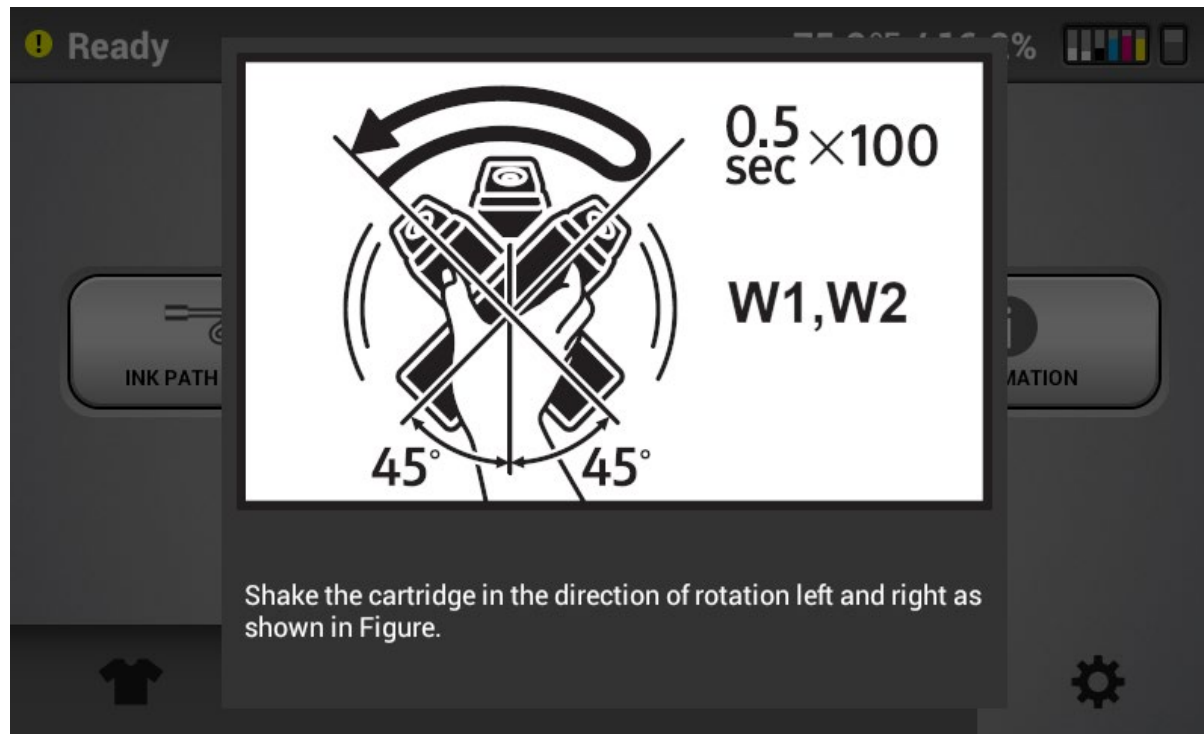 Ready
%
0.5
sec ×100
W1,W2
INK PATH
45° 45°
Shake the cartridge in the direction of rotation left and right as
shown in Figure.